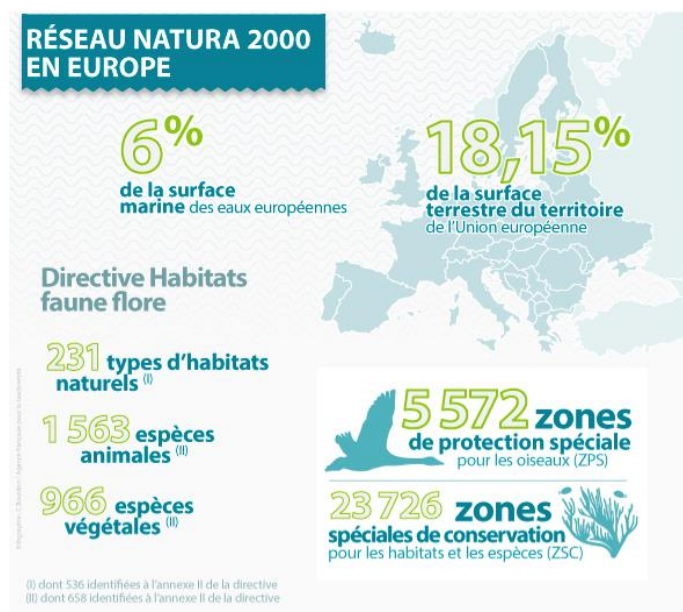 RÉSEAU NATURA 2000
EN EUROPE
6%
de la surface
marine des eaux européennes
18,15%
de la surface
terrestre du territoire
de l'Union européenne
Directive Habitats
faune flore
231 types d'habitats
naturels (I)
1 563 espèces
animales (II)
966 espèces
végétales (II)
5 572 zones
de protection spéciale
pour les oiseaux (ZPS)
23 726 zones
spéciales de conservation
pour les habitats et les espèces (ZSC)
(I) dont 536 identifiées à l'annexe II de la directive
(II) dont 658 identifiées à l'annexe II de la directive